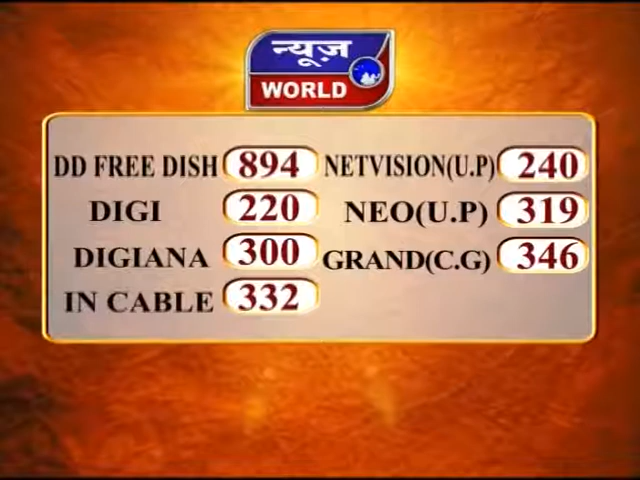 न्यूज़
WORLD
DD FREE DISH 894
DIGI 220
DIGIANA 300
IN CABLE 332
NETVISION(U.P) 240
NEO(U.P) 319
GRAND(C.G) 346